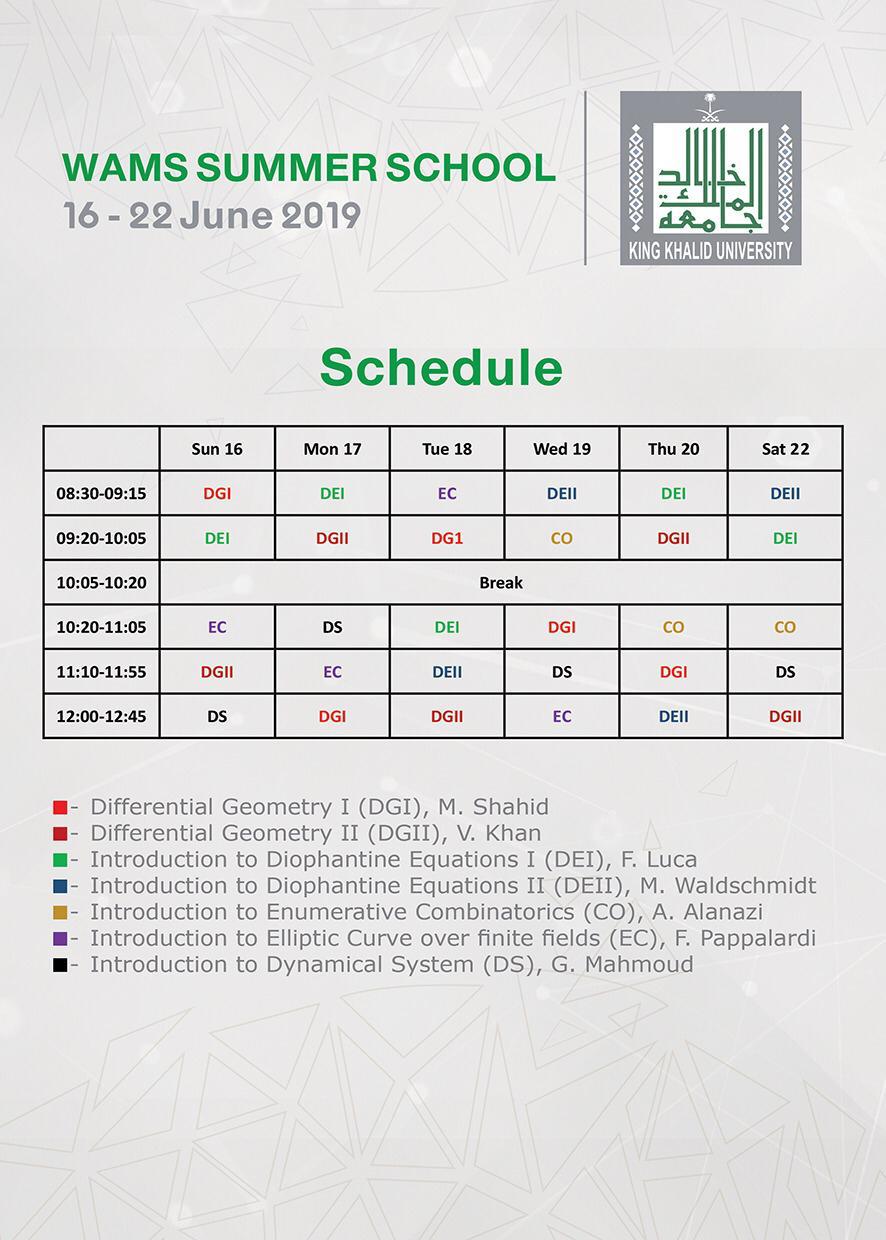 WAMS SUMMER SCHOOL
16 - 22 June 2019
جامعة
الملك
خالد
KING KHALID UNIVERSITY
Schedule
Sun 16 Mon 17 Tue 18 Wed 19 Thu 20 Sat 22
08:30-09:15 DGI DEI EC DEII DEI DEII
09:20-10:05 DEI DGII DG1 CO DGII DEI
10:05-10:20 Break
10:20-11:05 EC DS DEI DGI CO CO
11:10-11:55 DGII EC DEII DS DGI DS
12:00-12:45 DS DGI DGII EC DEII DGII
- Differential Geometry I (DGI), M. Shahid
- Differential Geometry II (DGII), V. Khan
- Introduction to Diophantine Equations I (DEI), F. Luca
- Introduction to Diophantine Equations II (DEII), M. Waldschmidt
- Introduction to Enumerative Combinatorics (CO), A. Alanazi
- Introduction to Elliptic Curve over finite fields (EC), F. Pappalardi
- Introduction to Dynamical System (DS), G. Mahmoud